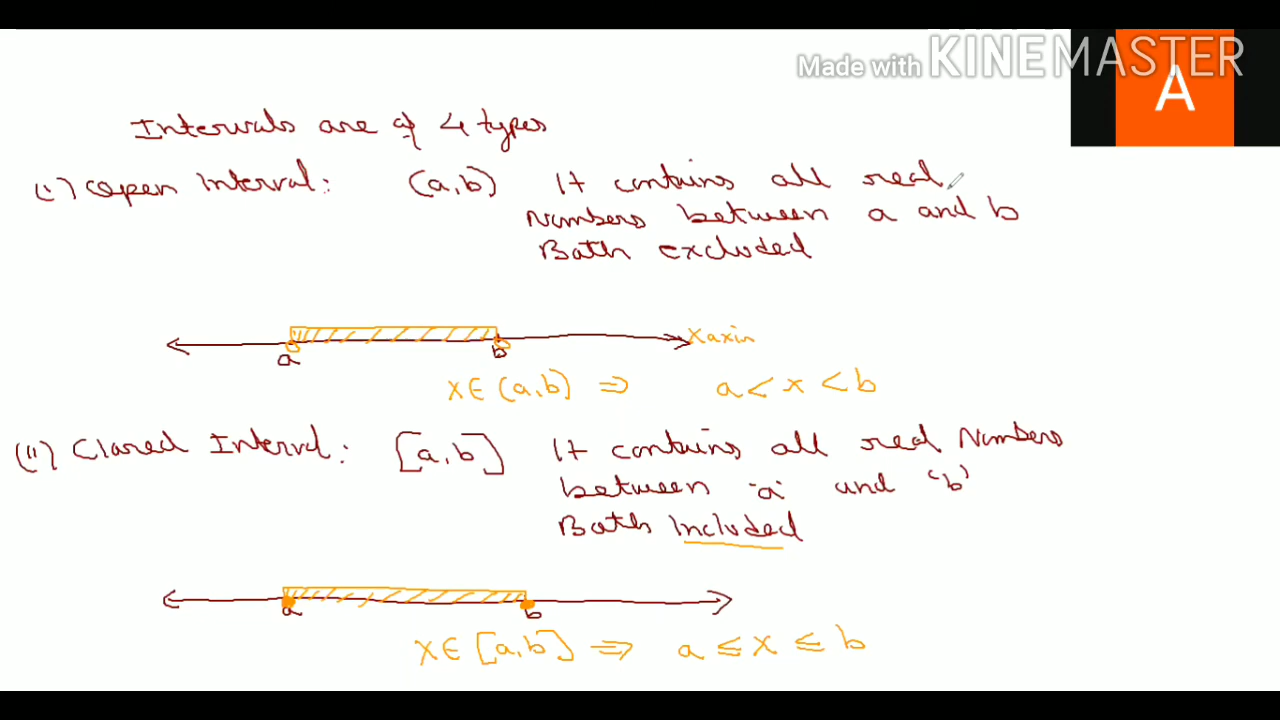 Made with KINEMASTER
A
Intervals are of 4 types
(i) Open Interval: (a,b) It contains all real
Numbers between a and b
Both excluded
a b X axis
x∈(a,b) ⇒ a < x < b
(ii) Closed Interval: [a,b] It contains all real Numbers
between 'a' and 'b'
Both Included
a b
x∈[a,b] ⇒ a ≤ x ≤ b